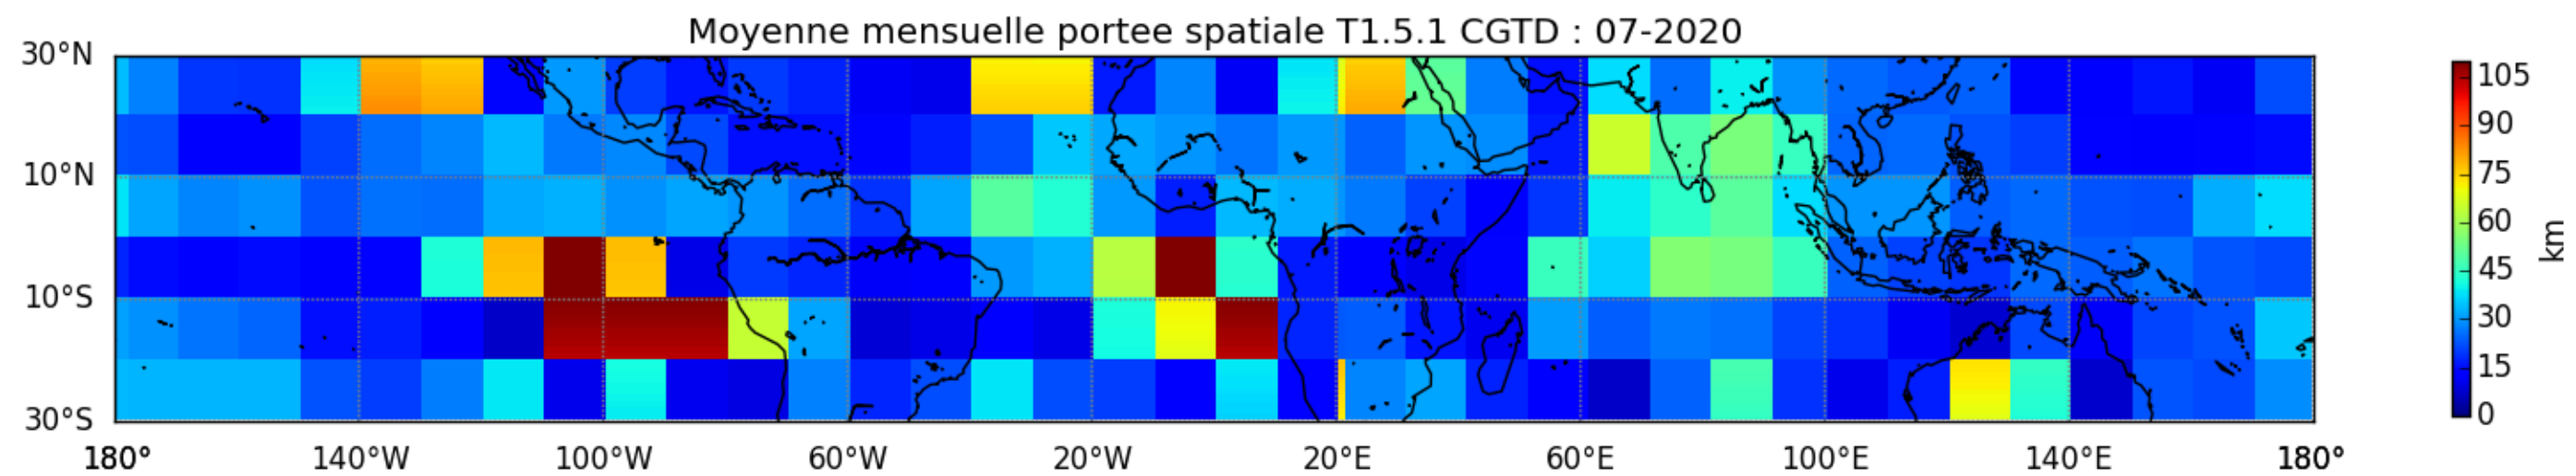 Moyenne mensuelle portee spatiale T1.5.1 CGTD : 07-2020
30°N
10°N
10°S
30°S
180° 140°W 100°W 60°W 20°W 20°E 60°E 100°E 140°E 180°
105
90
75
60
45
30
15
0
km